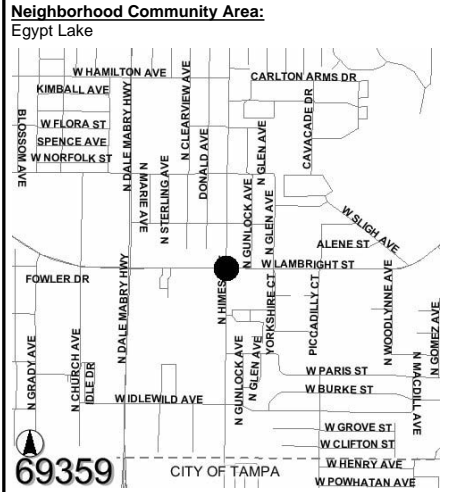 Neighborhood Community Area:
Egypt Lake
W HAMILTON AVE
CARLTON ARMS DR
KIMBALL AVE
BLOSSOM AVE
W FLORA ST
SPENCE AVE
W NORFOLK ST
N DALE MABRY HWY
N MARIE AVE
N STERLING AVE
N CLEARVIEW AVE
DONALD AVE
N GUNLOCK AVE
N GLEN AVE
N GLEN AVE
CAVACADE DR
W SLIGH AVE
ALENE ST
W LAMBRIGHT ST
FOWLER DR
N DALE MABRY HWY
N HIMES
YORKSHIRE CT
PICCADILLY CT
N WOODLYNNE AVE
N GOMEZ AVE
N GRADY AVE
N CHURCH AVE
IDLE DR
N GUNLOCK AVE
N GLEN AVE
N MACDILL AVE
W PARIS ST
W BURKE ST
W IDLEWILD AVE
W GROVE ST
W CLIFTON ST
W HENRY AVE
W POWHATAN AVE
69359
CITY OF TAMPA